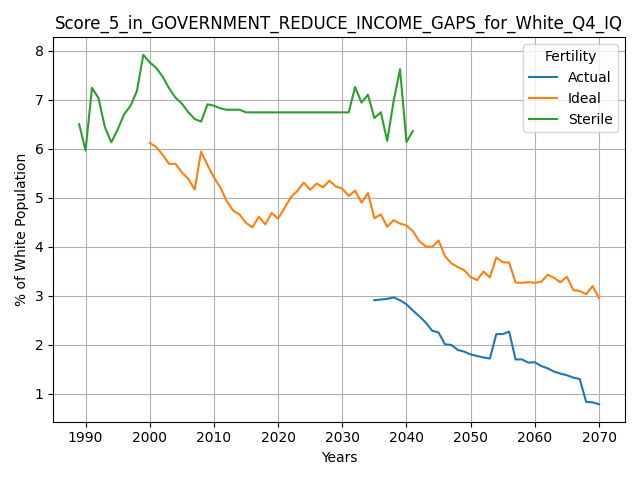 Score_5_in_GOVERNMENT_REDUCE_INCOME_GAPS_for_White_Q4_IQ
Fertility
Actual
Ideal
Sterile
% of White Population
8
7
6
5
4
3
2
1
1990 2000 2010 2020 2030 2040 2050 2060 2070
Years